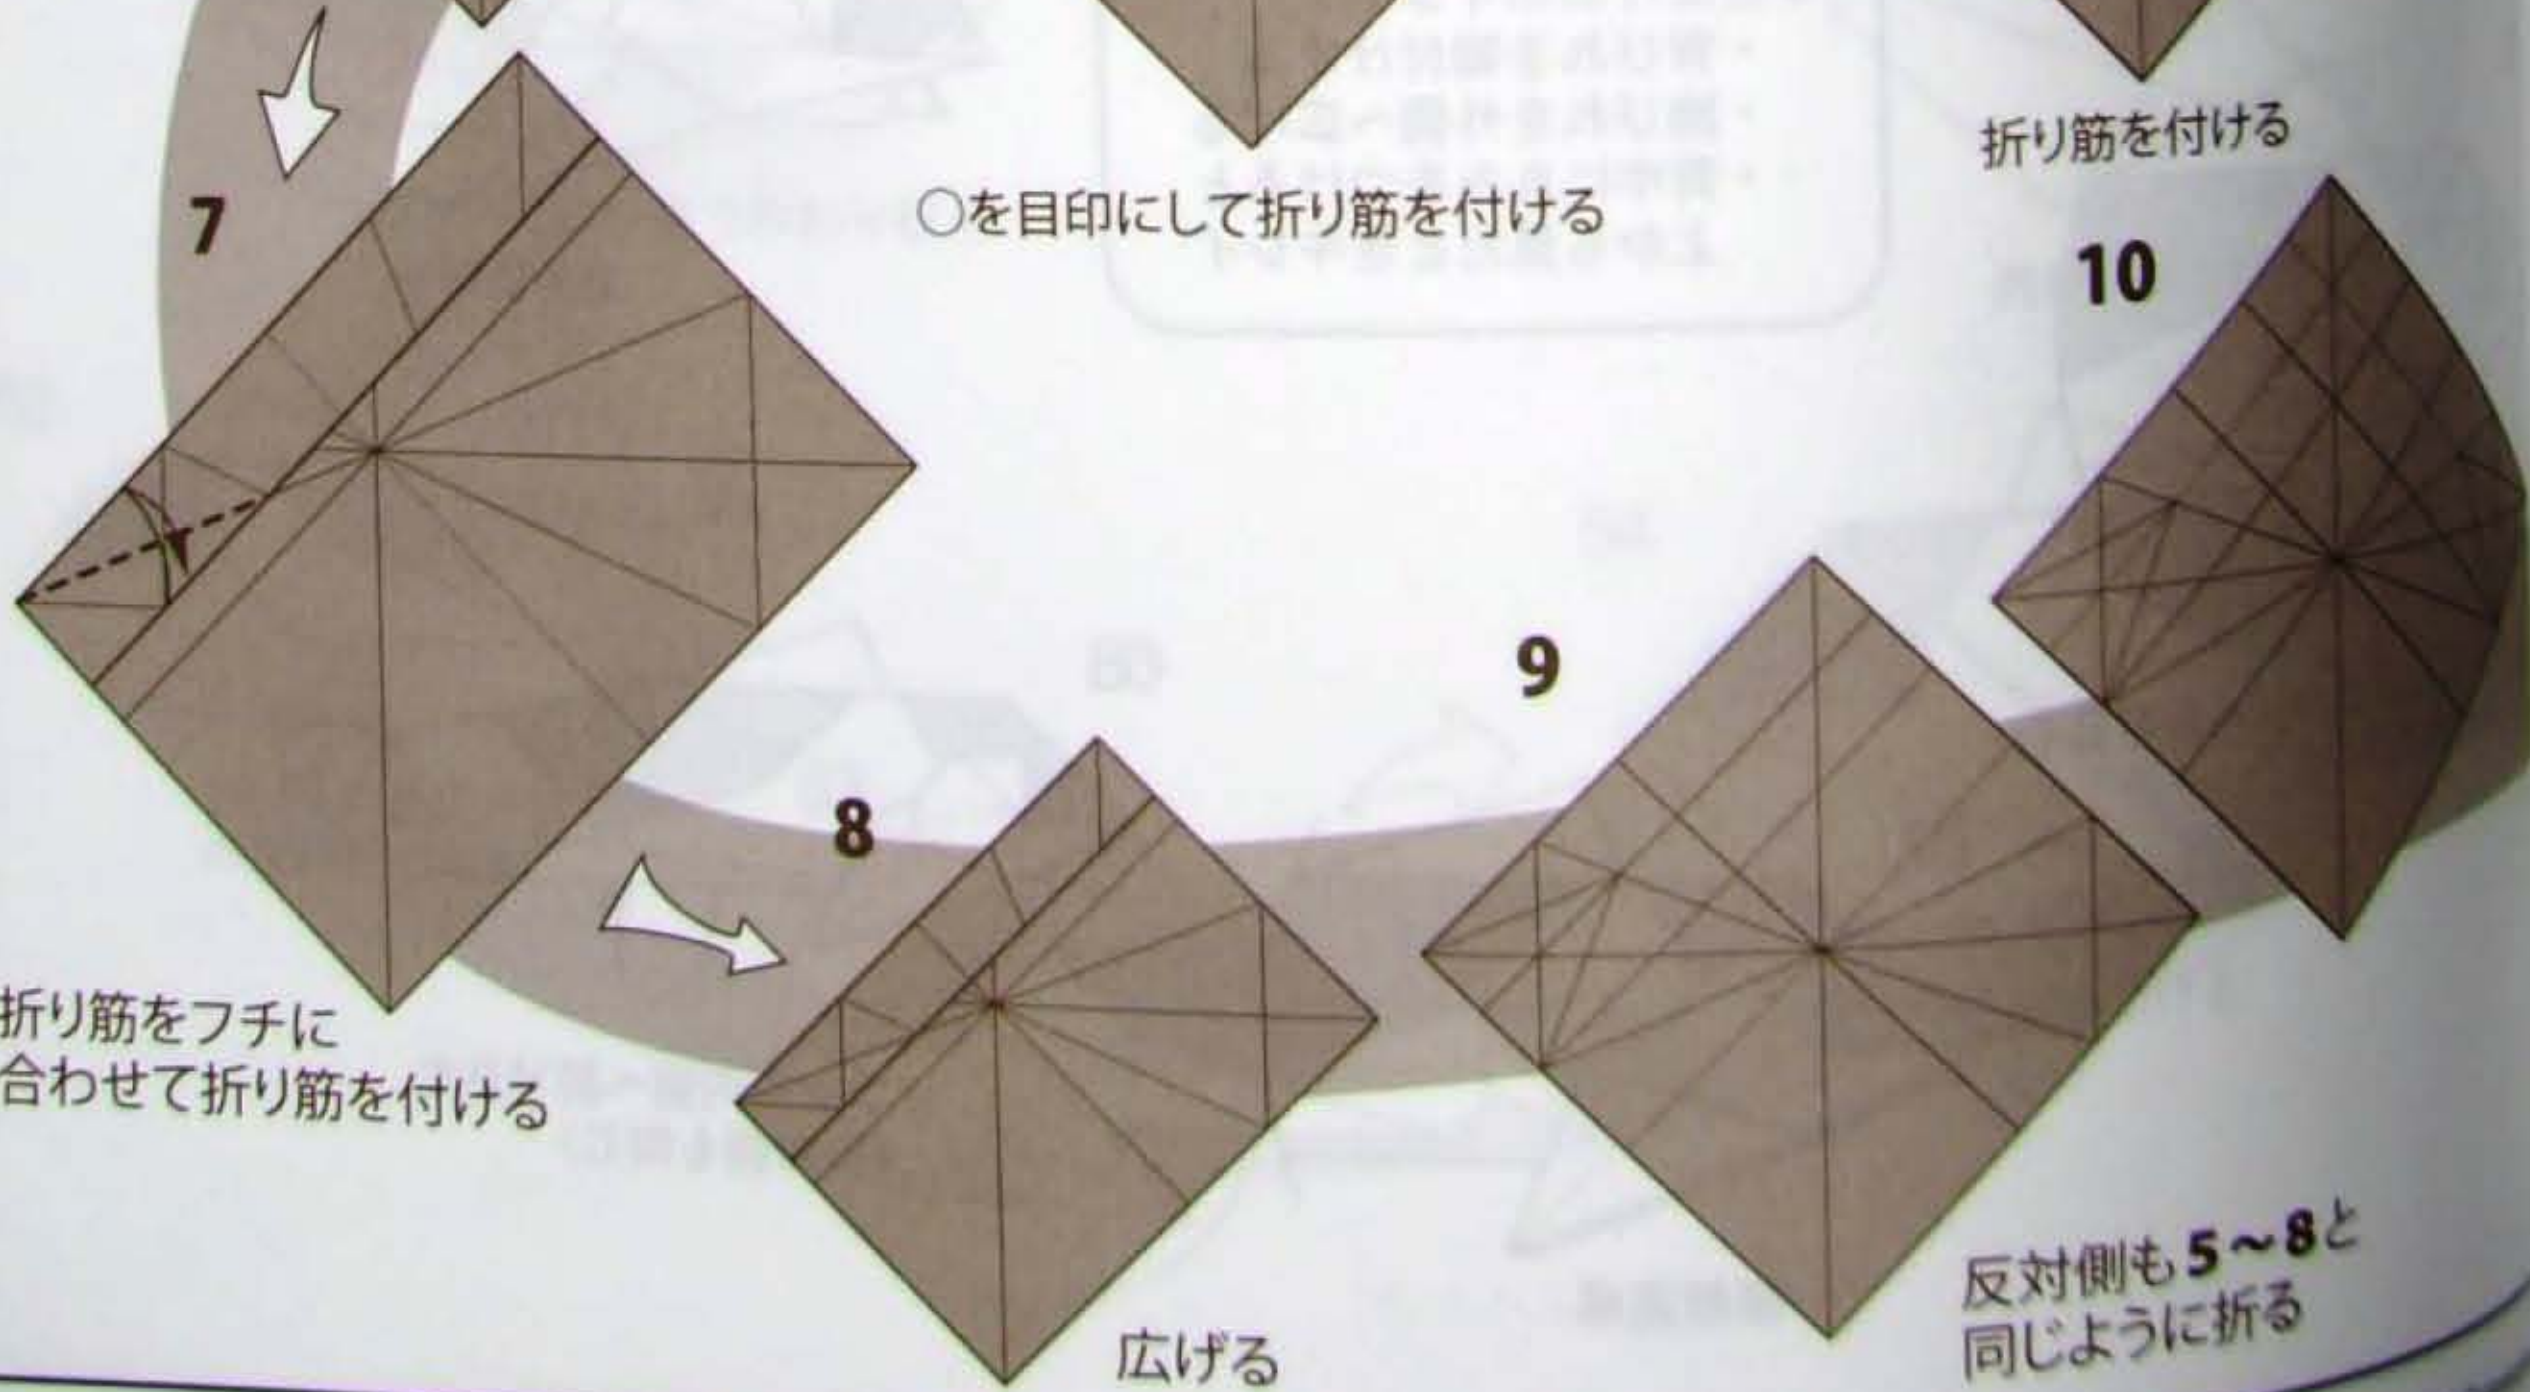 折り筋を付ける
○を目印にして折り筋を付ける
7
10
9
8
折り筋をフチに
合わせて折り筋を付ける
反対側も5～8と
同じように折る
広げる